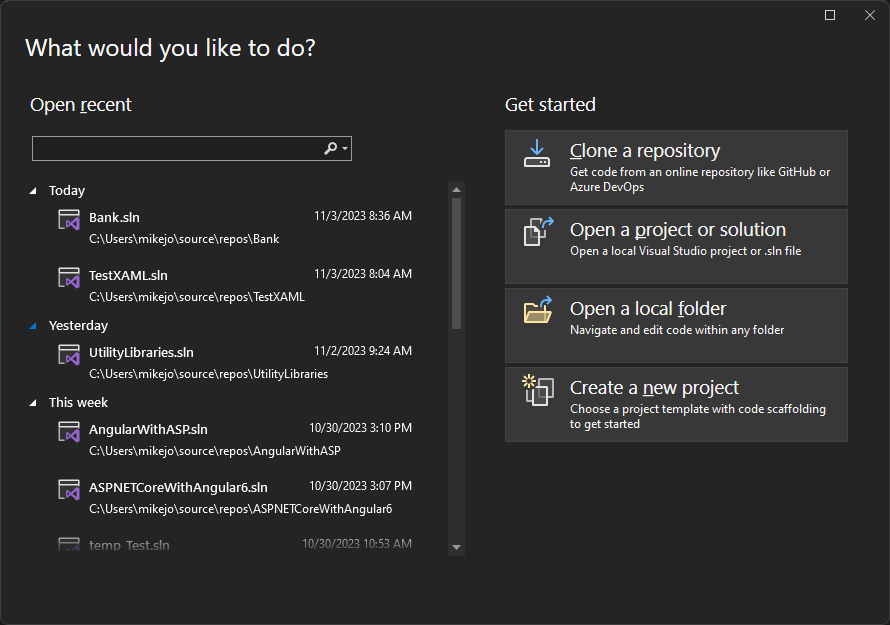 What would you like to do?
Open recent
Today
Bank.sln 11/3/2023 8:36 AM
C:\Users\mikejo\source\repos\Bank
TestXAML.sln 11/3/2023 8:04 AM
C:\Users\mikejo\source\repos\TestXAML
Yesterday
UtilityLibraries.sln 11/2/2023 9:24 AM
C:\Users\mikejo\source\repos\UtilityLibraries
This week
AngularWithASP.sln 10/30/2023 3:10 PM
C:\Users\mikejo\source\repos\AngularWithASP
ASPNETCoreWithAngular6.sln 10/30/2023 3:07 PM
C:\Users\mikejo\source\repos\ASPNETCoreWithAngular6
temp_Test.sln 10/30/2023 10:53 AM
Get started
Clone a repository
Get code from an online repository like GitHub or
Azure DevOps
Open a project or solution
Open a local Visual Studio project or .sln file
Open a local folder
Navigate and edit code within any folder
Create a new project
Choose a project template with code scaffolding
to get started